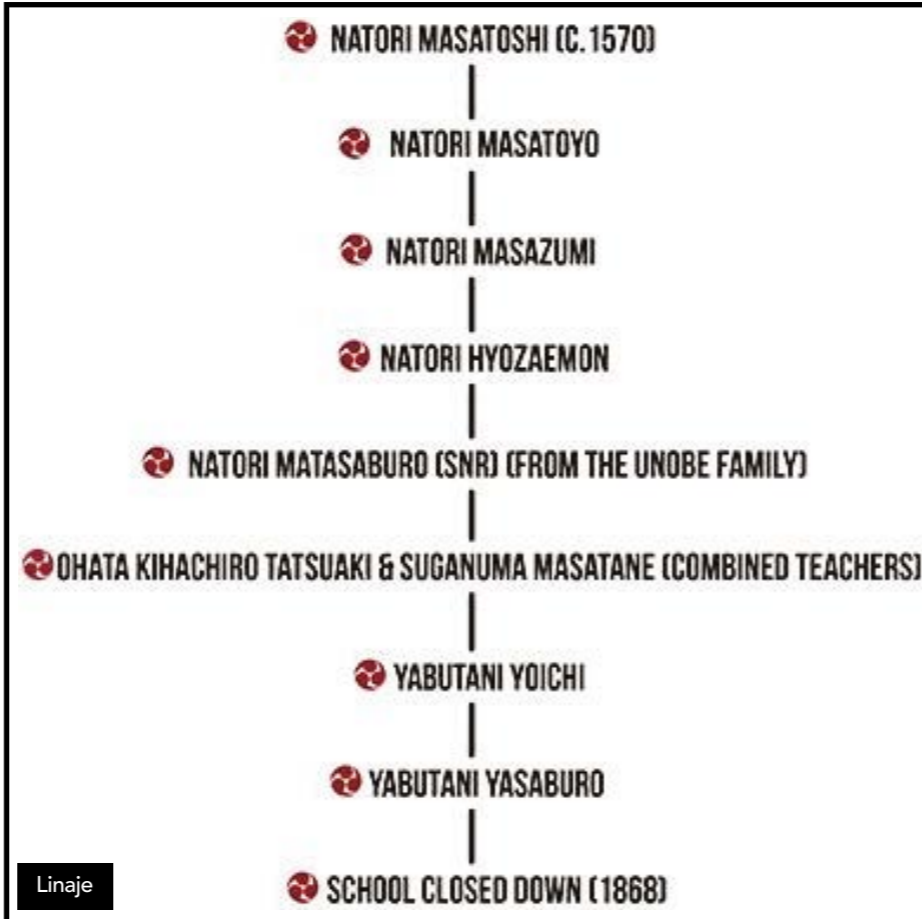 NATORI MASATOSHI (C.1570)
NATORI MASATOYO
NATORI MASAZUMI
NATORI HYOZAEMON
NATORI MATASABURO (SNR) (FROM THE UNOBE FAMILY)
OHATA KIHACHIRO TATSUAKI & SUGANUMA MASATANE (COMBINED TEACHERS)
YABUTANI YOICHI
YABUTANI YASABURO
SCHOOL CLOSED DOWN (1868)
Linaje